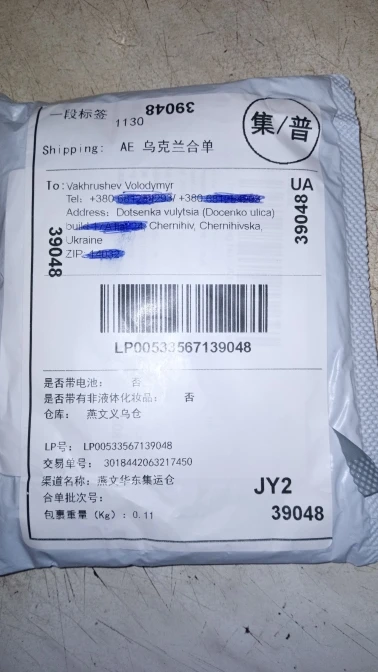 一段标签
39048
1130
集/普
Shipping: AE 乌克兰合单
To: Vakhrushev Volodymyr
UA
Tel: +380 / +380
Address: Dotsenka vulytsia (Docenko ulica)
build Chernihiv, Chernihivska,
Ukraine
ZIP
39048
39048
LP00533567139048
是否带电池: 否
是否带有非液体化妆品: 否
仓库: 燕文义乌仓
LP号: LP00533567139048
交易单号: 3018442063217450
渠道名称: 燕文华东集运仓
合单批次号:
包裹重量 (Kg): 0.11
JY2
39048